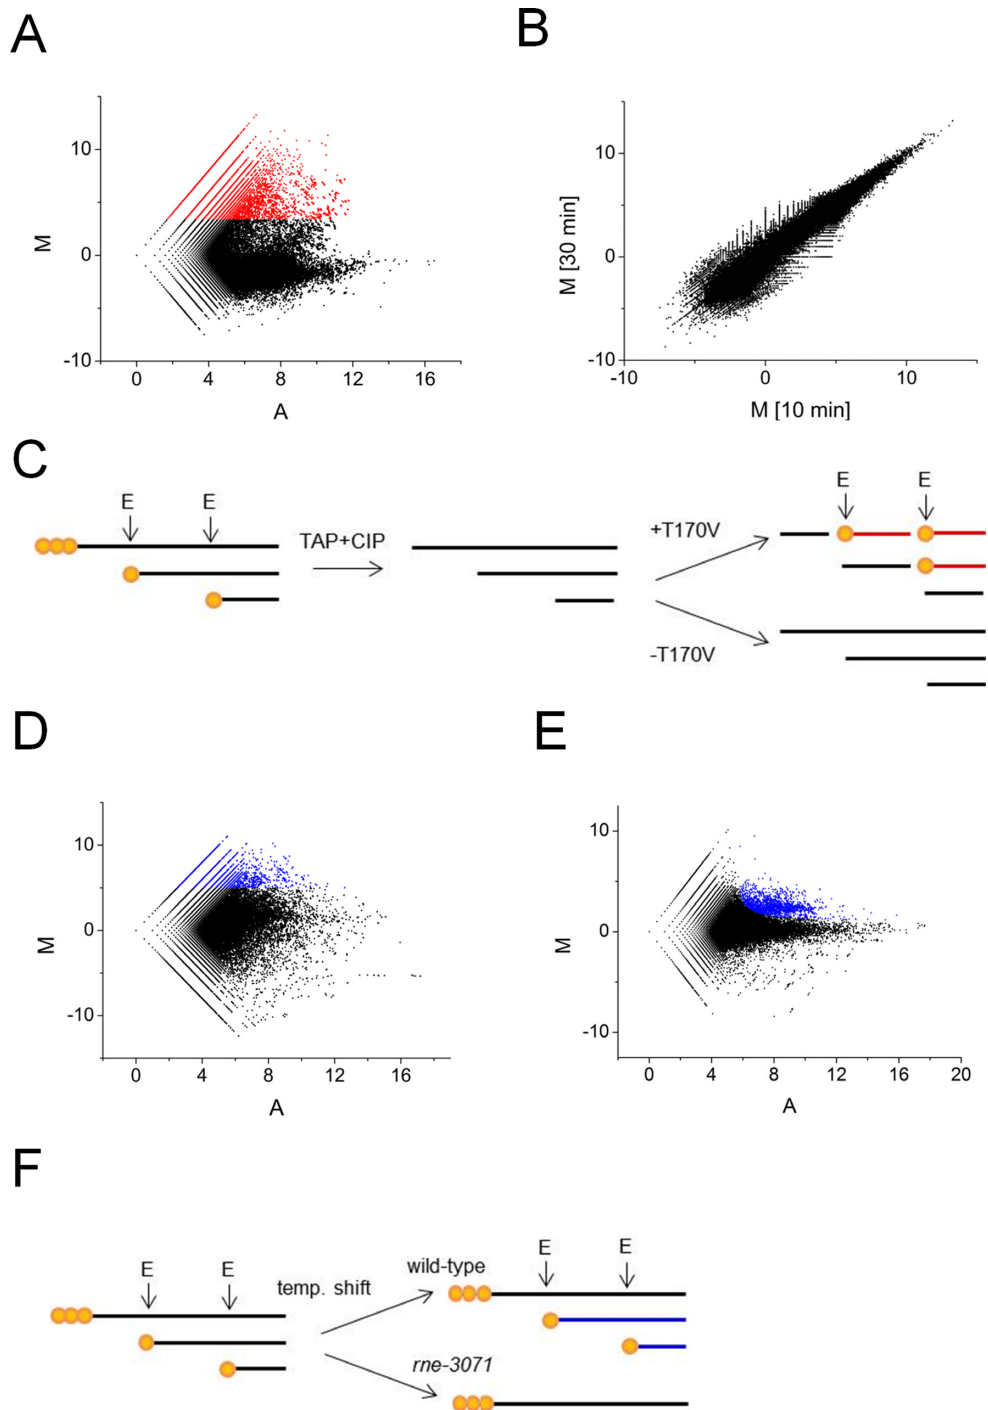 A
B
10
0
-10
M
0
4
8
12
16
A
10
0
-10
M [30 min]
-10
0
10
M [10 min]
C
E
E
TAP+CIP
+T170V
-T170V
E
E
D
E
10
0
-10
M
0
4
8
12
16
A
10
0
-10
M
0
4
8
12
16
20
A
F
E
E
temp. shift
wild-type
E
E
rne-3071